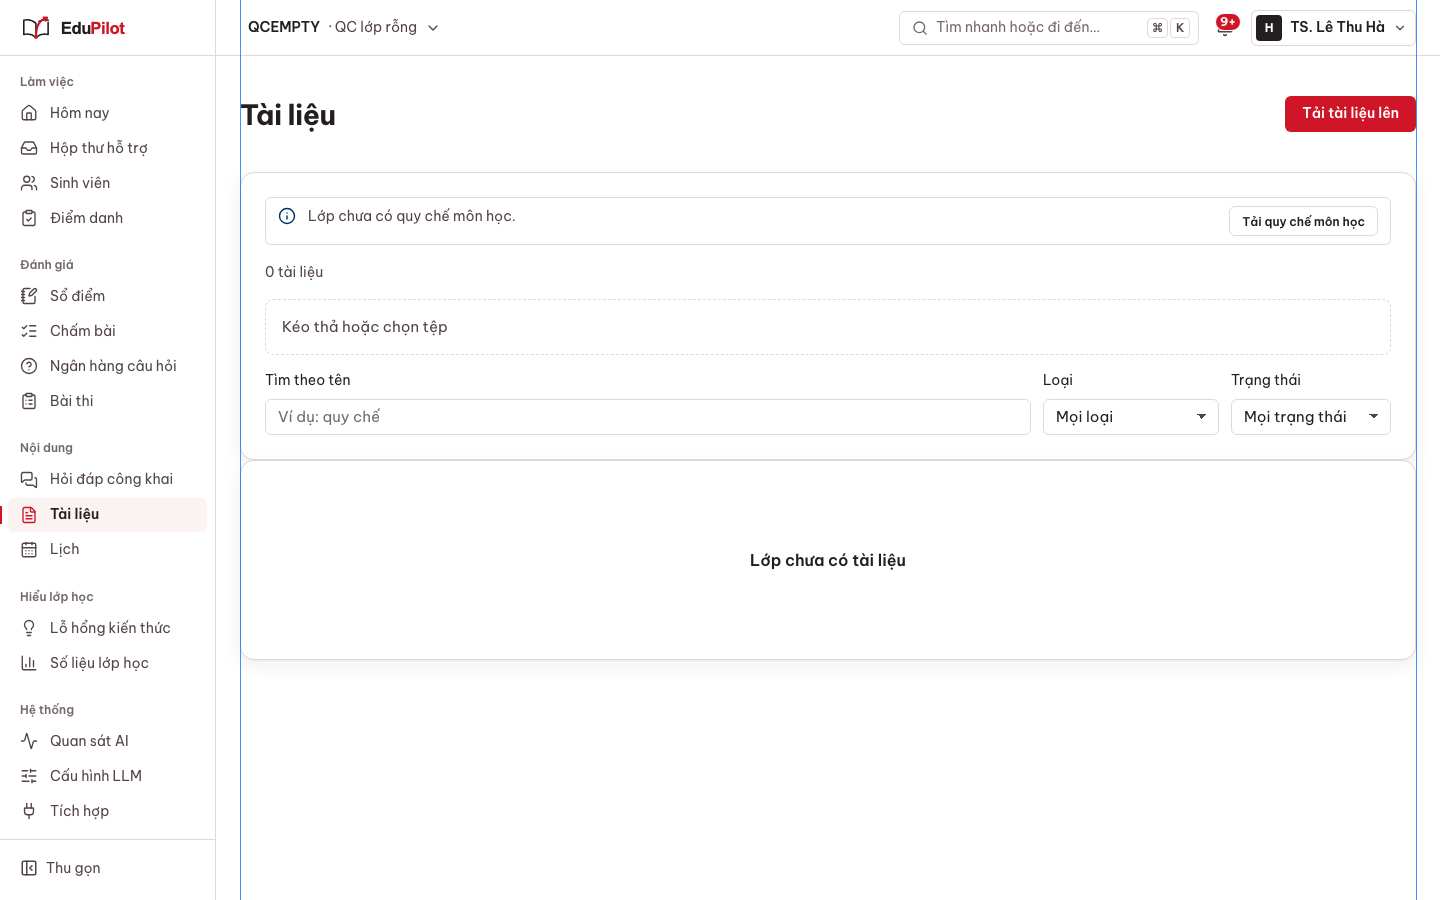 EduPilot
QCEMPTY · QC lớp rỗng
Tìm nhanh hoặc đi đến...
⌘ K
9+
H TS. Lê Thu Hà
Làm việc
Hôm nay
Hộp thư hỗ trợ
Sinh viên
Điểm danh
Đánh giá
Sổ điểm
Chấm bài
Ngân hàng câu hỏi
Bài thi
Nội dung
Hỏi đáp công khai
Tài liệu
Lịch
Hiểu lớp học
Lỗ hổng kiến thức
Số liệu lớp học
Hệ thống
Quan sát AI
Cấu hình LLM
Tích hợp
Thu gọn
Tài liệu
Tải tài liệu lên
Lớp chưa có quy chế môn học.
Tải quy chế môn học
0 tài liệu
Kéo thả hoặc chọn tệp
Tìm theo tên
Ví dụ: quy chế
Loại
Mọi loại
Trạng thái
Mọi trạng thái
Lớp chưa có tài liệu